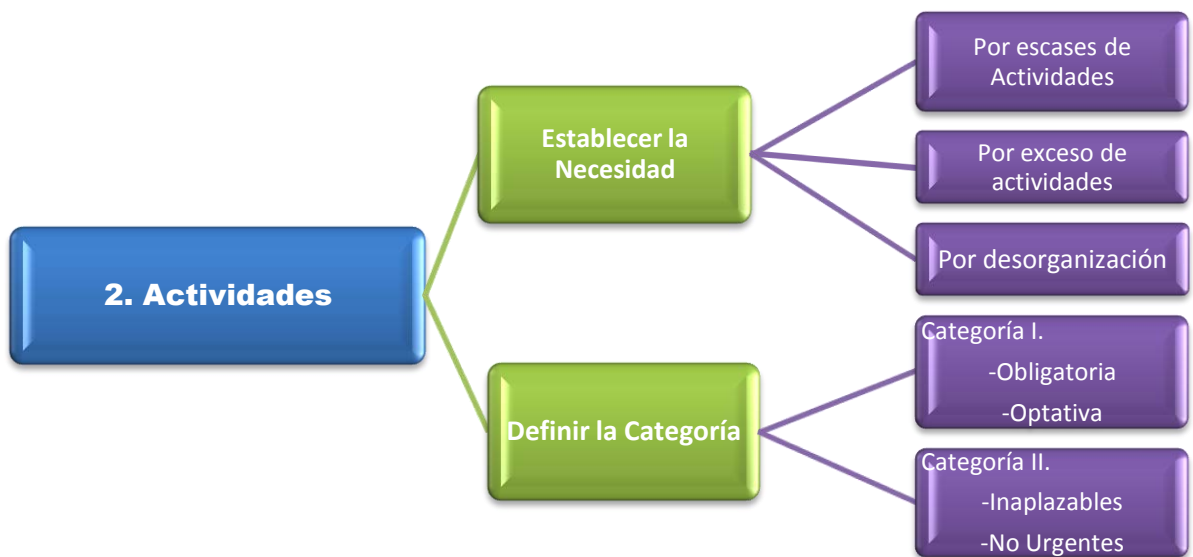 2. Actividades
Establecer la
Necesidad
Por escases de
Actividades
Por exceso de
actividades
Por desorganización
Definir la Categoría
Categoría I.
-Obligatoria
-Optativa
Categoría II.
-Inaplazables
-No Urgentes